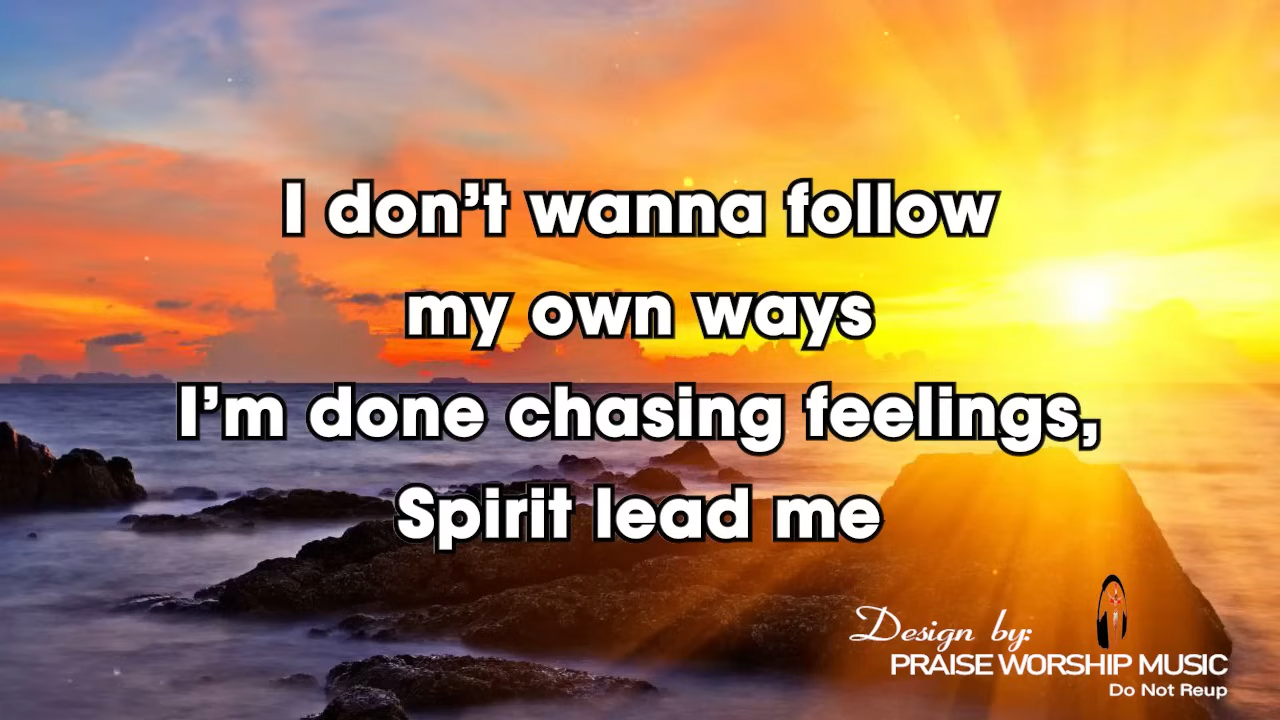 I don’t wanna follow
my own ways
I’m done chasing feelings,
Spirit lead me
Design by:
PRAISE WORSHIP MUSIC
Do Not Reup